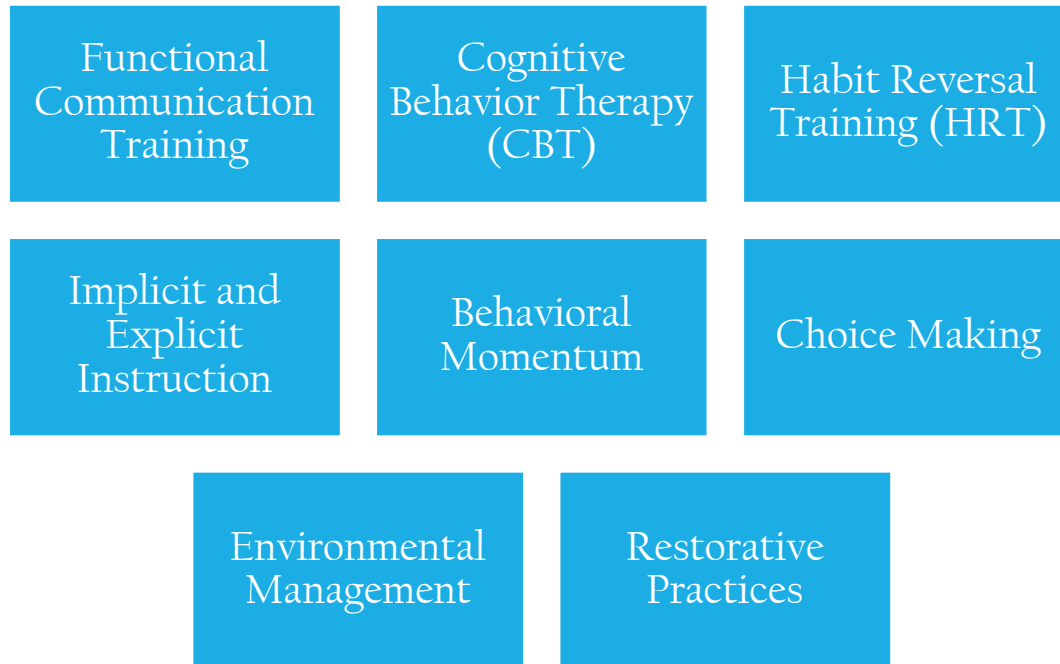 Functional
Communication
Training
Cognitive
Behavior Therapy
(CBT)
Habit Reversal
Training (HRT)
Implicit and
Explicit
Instruction
Behavioral
Momentum
Choice Making
Environmental
Management
Restorative
Practices